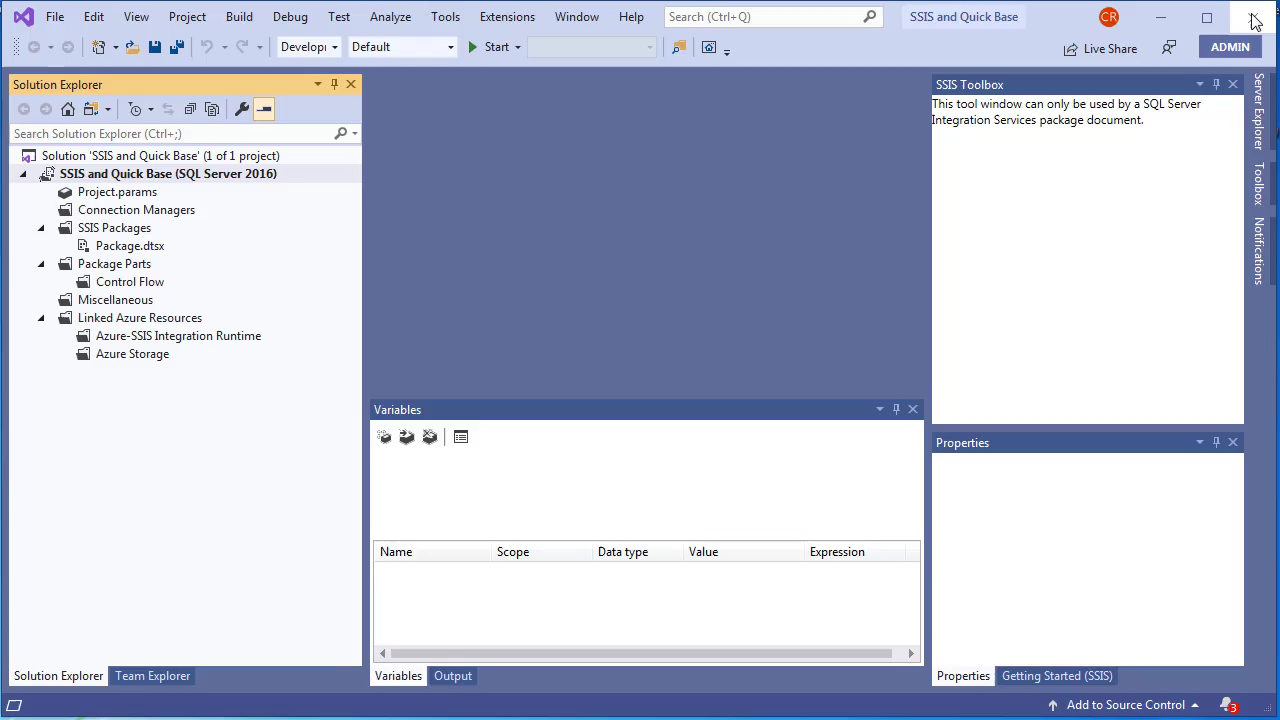 File Edit View Project Build Debug Test Analyze Tools Extensions Window Help Search (Ctrl+Q) SSIS and Quick Base CR
Default Start Live Share ADMIN
Solution Explorer
Search Solution Explorer (Ctrl+;)
Solution 'SSIS and Quick Base' (1 of 1 project)
SSIS and Quick Base (SQL Server 2016)
Project.params
Connection Managers
SSIS Packages
Package.dtsx
Package Parts
Control Flow
Miscellaneous
Linked Azure Resources
Azure-SSIS Integration Runtime
Azure Storage
Solution Explorer Team Explorer
Variables
Name Scope Data type Value Expression
Variables Output
SSIS Toolbox
This tool window can only be used by a SQL Server
Integration Services package document.
Properties
Properties Getting Started (SSIS)
Server Explorer
Toolbox
Notifications
Add to Source Control 3